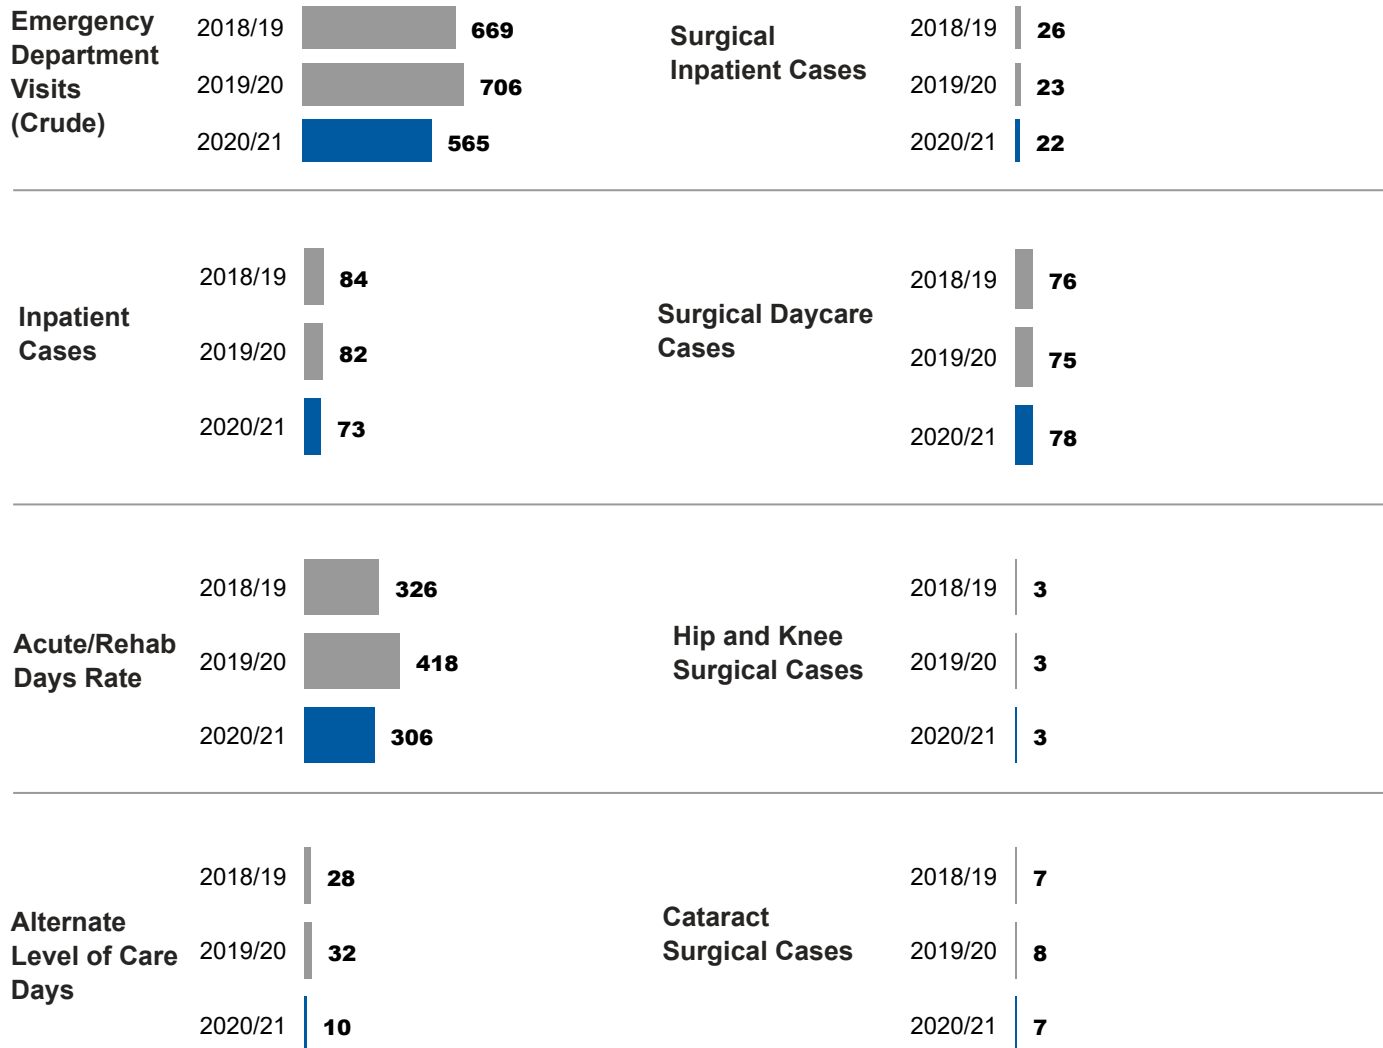 Emergency
Department
Visits
(Crude)
2018/19 669
2019/20 706
2020/21 565
Surgical
Inpatient Cases
2018/19 26
2019/20 23
2020/21 22
Inpatient
Cases
2018/19 84
2019/20 82
2020/21 73
Surgical Daycare
Cases
2018/19 76
2019/20 75
2020/21 78
Acute/Rehab
Days Rate
2018/19 326
2019/20 418
2020/21 306
Hip and Knee
Surgical Cases
2018/19 3
2019/20 3
2020/21 3
Alternate
Level of Care
Days
2018/19 28
2019/20 32
2020/21 10
Cataract
Surgical Cases
2018/19 7
2019/20 8
2020/21 7